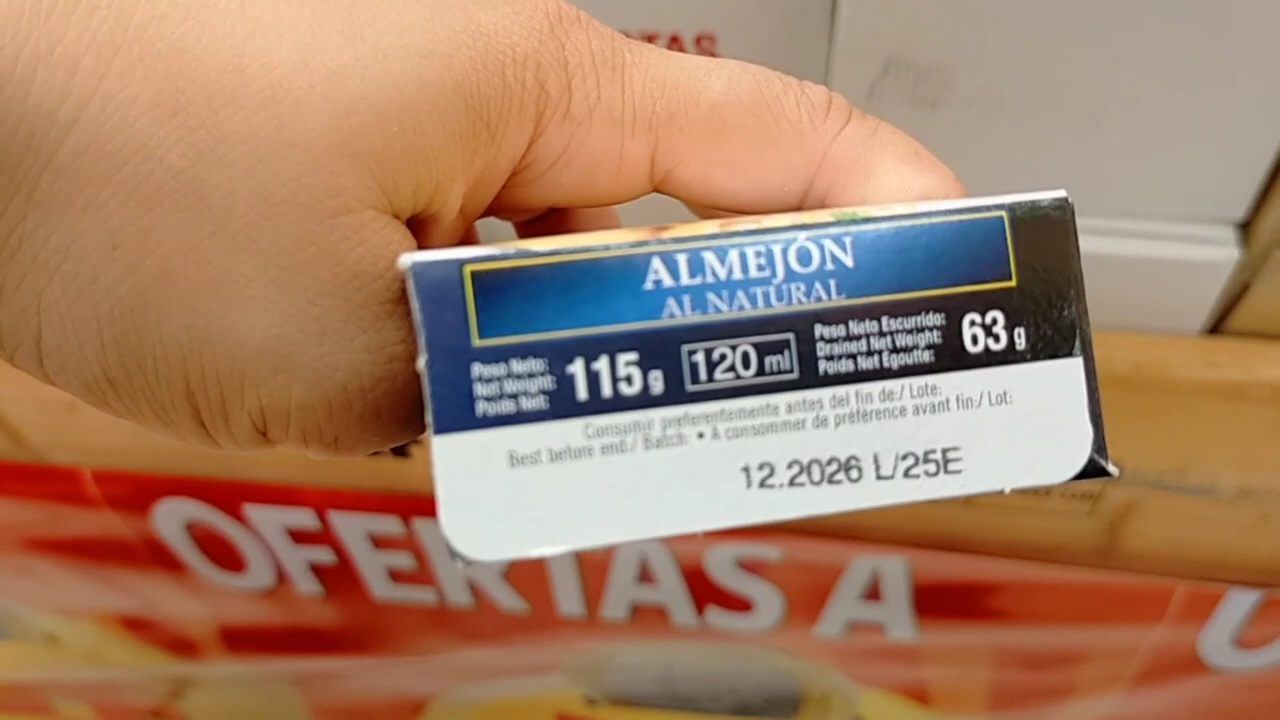 TAS
ALMEJÓN
AL NATURAL
Peso Neto:
Net Weight:
Poids Net:
115 g
120 ml
Peso Neto Escurrido:
Drained Net Weight:
Poids Net Égoutté:
63 g
Consumir preferentemente antes del fin de:/ Lote:
Best before end:/ Batch: • À consommer de préférence avant fin:/ Lot:
12.2026 L/25E
OFERTAS A